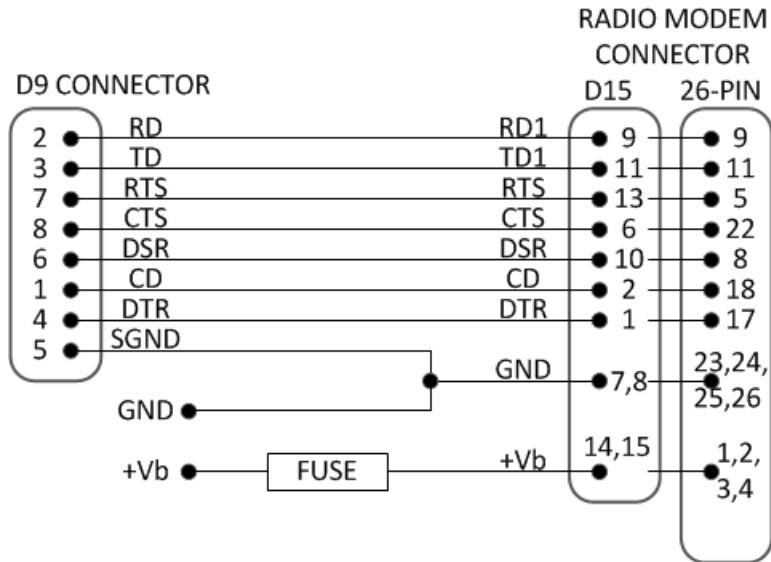 RADIO MODEM
CONNECTOR
D9 CONNECTOR D15 26-PIN
2 RD RD1 9 9
3 TD TD1 11 11
7 RTS RTS 13 5
8 CTS CTS 6 22
6 DSR DSR 10 8
1 CD CD 2 18
4 DTR DTR 1 17
5 SGND
GND 7,8 23,24,
25,26
GND
14,15 1,2,
+Vb FUSE +Vb
3,4